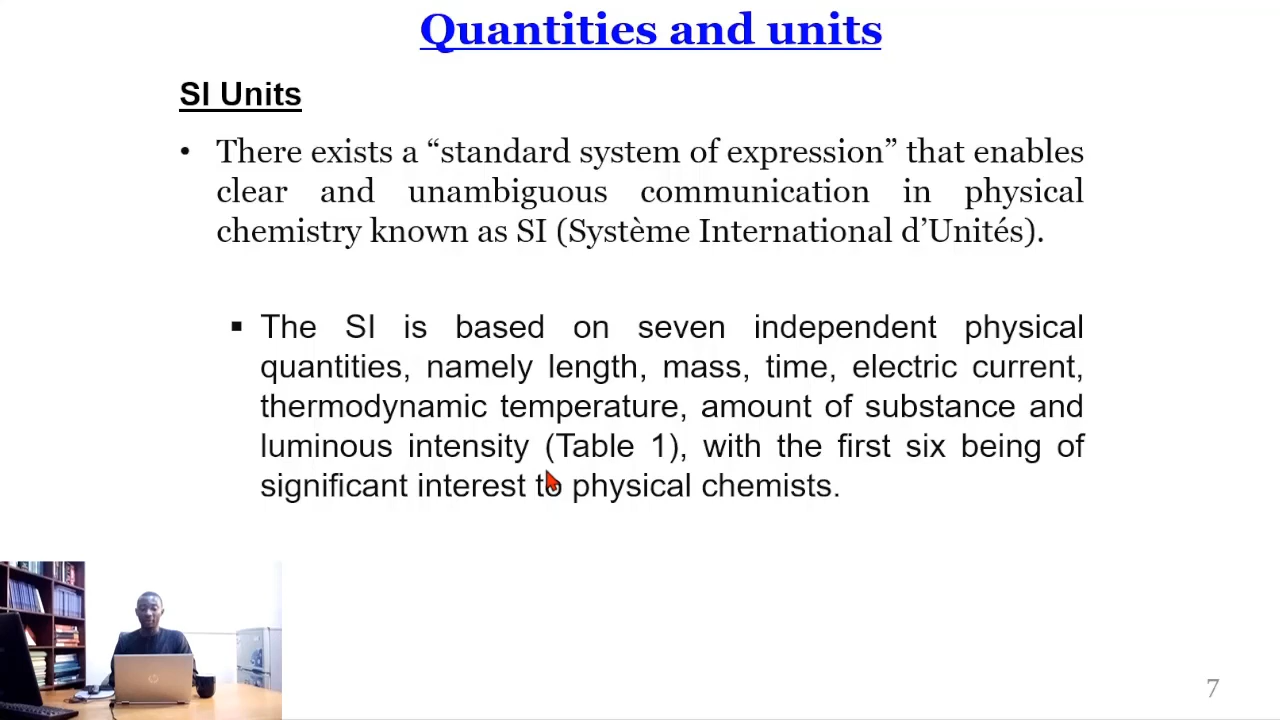 Quantities and units
SI Units
• There exists a “standard system of expression” that enables
clear and unambiguous communication in physical
chemistry known as SI (Système International d’Unités).
▪ The SI is based on seven independent physical
quantities, namely length, mass, time, electric current,
thermodynamic temperature, amount of substance and
luminous intensity (Table 1), with the first six being of
significant interest to physical chemists.
7